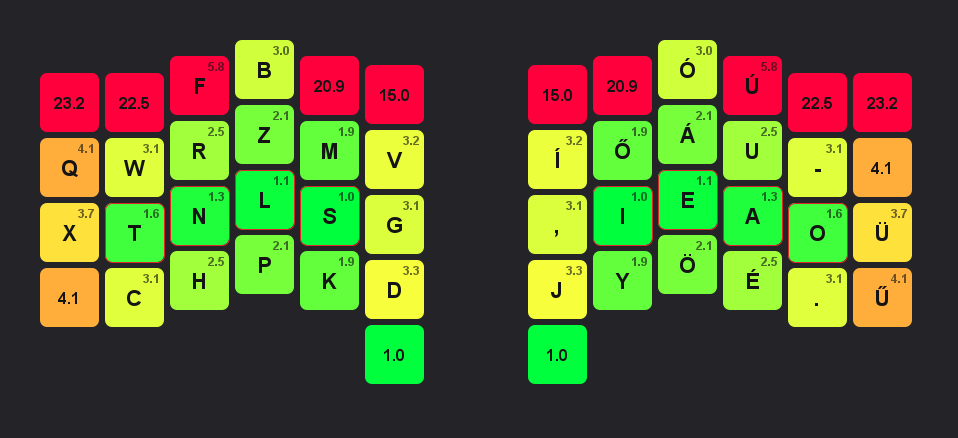 23.2 22.5 F 5.8 B 3.0 20.9 15.0 15.0 20.9 Ó 3.0 Ú 5.8 22.5 23.2
Q 4.1 W 3.1 R 2.5 Z 2.1 M 1.9 V 3.2 Í 3.2 Ő 1.9 Á 2.1 U 2.5 - 3.1 4.1
X 3.7 T 1.6 N 1.3 L 1.1 S 1.0 G 3.1 , 3.1 I 1.0 E 1.1 A 1.3 O 1.6 Ü 3.7
4.1 C 3.1 H 2.5 P 2.1 K 1.9 D 3.3 J 3.3 Y 1.9 Ö 2.1 É 2.5 . 3.1 Ű 4.1
1.0 1.0